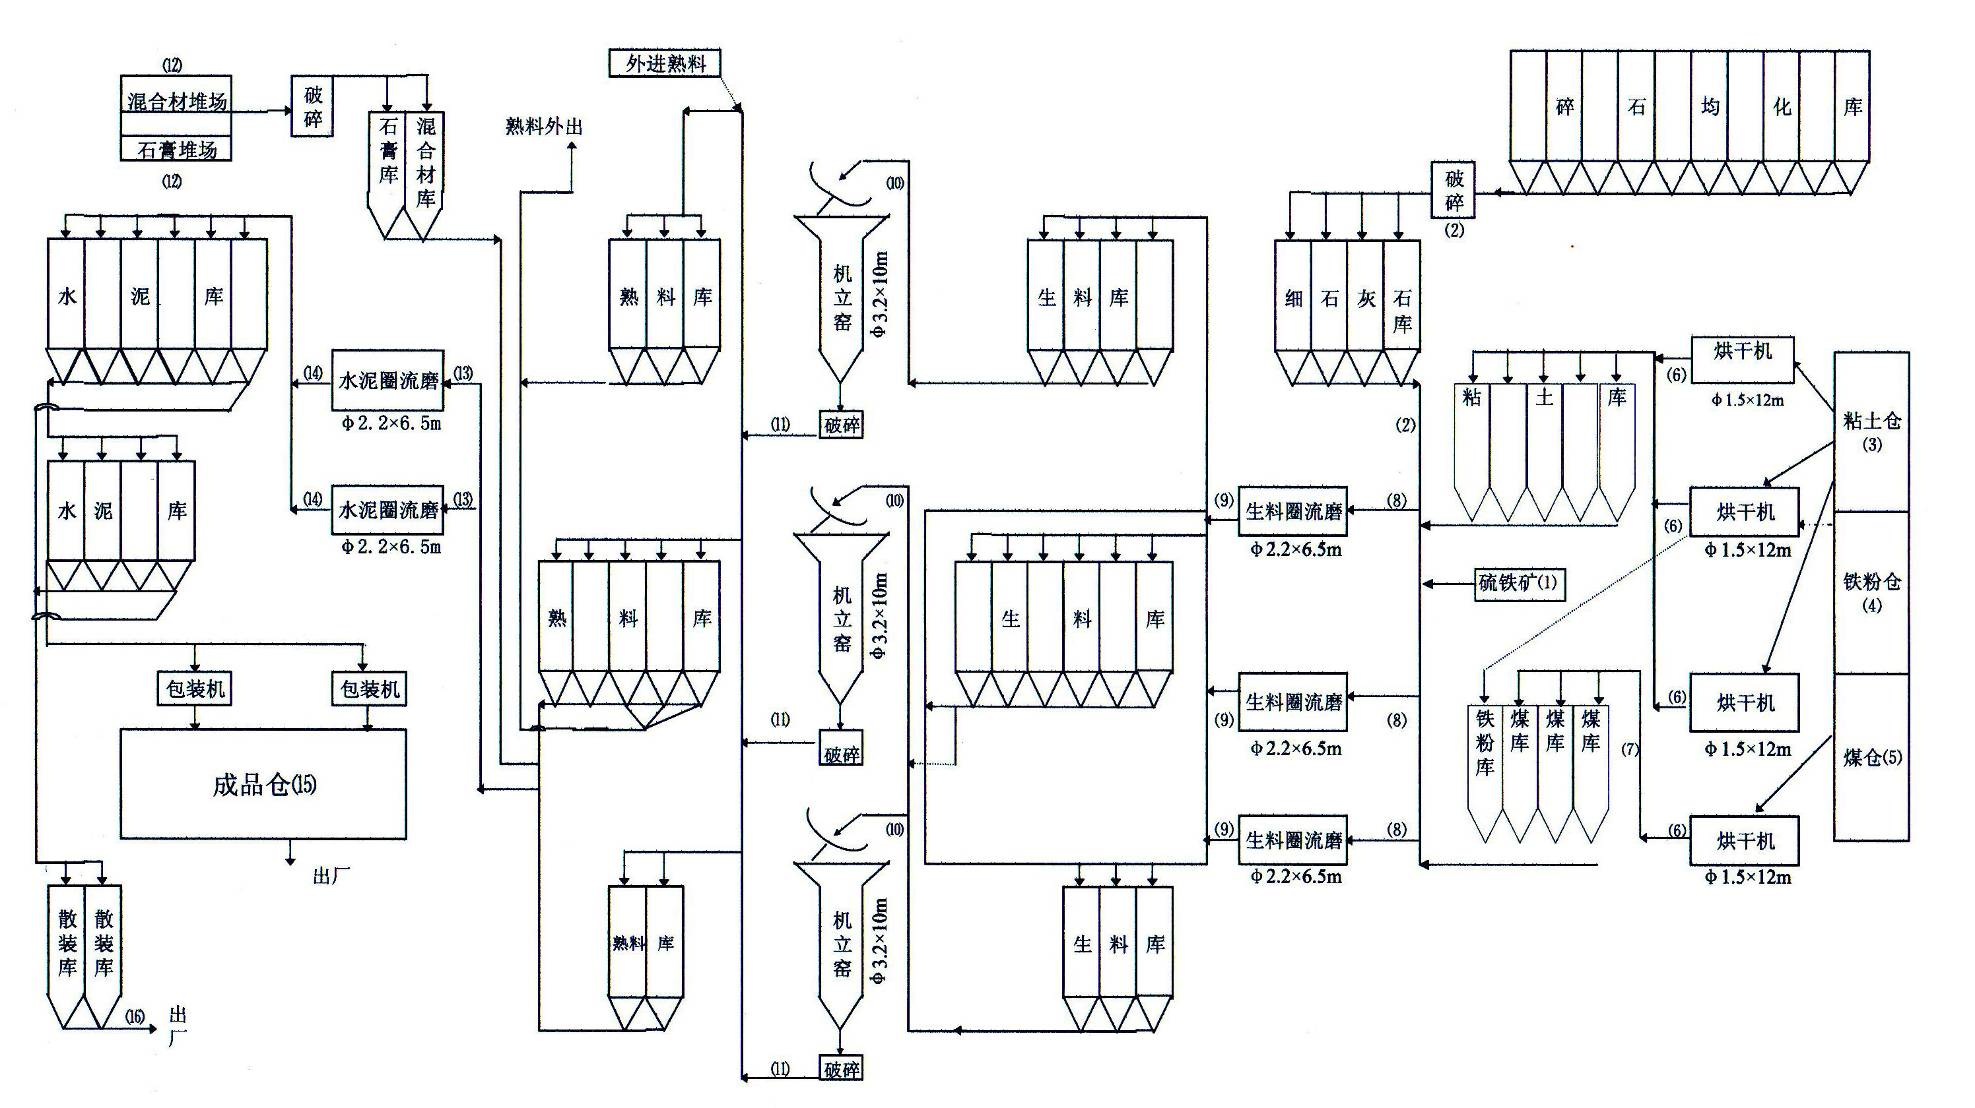 (12)
混合材堆场
石膏堆场
(12)
破碎
石膏库
混合材库
外进熟料
熟料外出
碎石均化库
破碎
(2)
水泥库
(14)
水泥圈流磨
(13)
φ2.2×6.5m
(14)
水泥圈流磨
(13)
φ2.2×6.5m
水泥库
包装机
包装机
成品仓(15)
出厂
散装库
散装库
(16)
出厂
熟料库
熟料库
熟料库
(10)
机立窑
φ3.2×10m
破碎
(11)
(10)
机立窑
φ3.2×10m
破碎
(11)
(10)
机立窑
φ3.2×10m
破碎
(11)
生料库
生料库
生料库
细石灰石库
(2)
(9)
生料圈流磨
(8)
φ2.2×6.5m
(9)
生料圈流磨
(8)
φ2.2×6.5m
(9)
生料圈流磨
(8)
φ2.2×6.5m
硫铁矿(1)
粘土库
铁粉库
煤库
煤库
煤库
(7)
烘干机
(6)
φ1.5×12m
烘干机
(6)
φ1.5×12m
烘干机
(6)
φ1.5×12m
烘干机
(6)
φ1.5×12m
粘土仓
(3)
铁粉仓
(4)
煤仓(5)